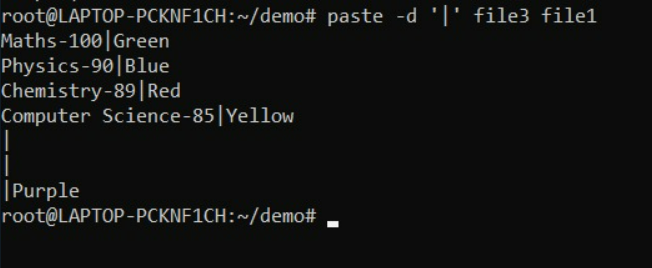 root@LAPTOP-PCKNF1CH:~/demo# paste -d '|' file3 file1
Maths-100|Green
Physics-90|Blue
Chemistry-89|Red
Computer Science-85|Yellow
|
|
|Purple
root@LAPTOP-PCKNF1CH:~/demo#